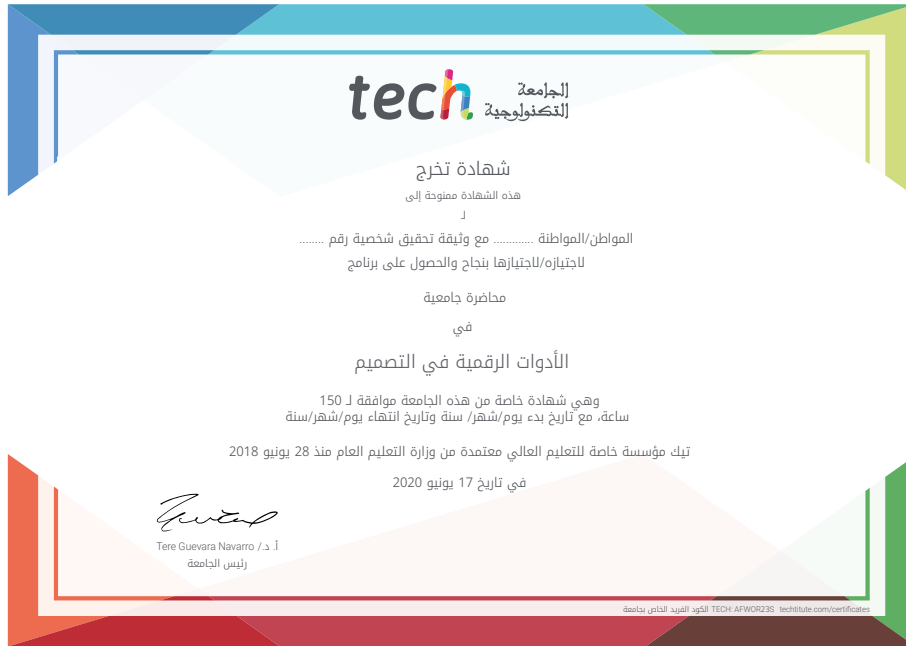 tech الجامعة
التكنولوجية
شهادة تخرج
هذه الشهادة ممنوحة إلى
لـ
المواطن/المواطنة ............. مع وثيقة تحقيق شخصية رقم ........
لاجتيازه/لاجتيازها بنجاح والحصول على برنامج
محاضرة جامعية
في
الأدوات الرقمية في التصميم
وهي شهادة خاصة من هذه الجامعة موافقة لـ 150
ساعة، مع تاريخ بدء يوم/شهر/ سنة وتاريخ انتهاء يوم/شهر/سنة
تيك مؤسسة خاصة للتعليم العالي معتمدة من وزارة التعليم العام منذ 28 يونيو 2018
في تاريخ 17 يونيو 2020
أ. د./ Tere Guevara Navarro
رئيس الجامعة
الكود الفريد الخاص بجامعة TECH: AFWOR23S techtitute.com/certificates